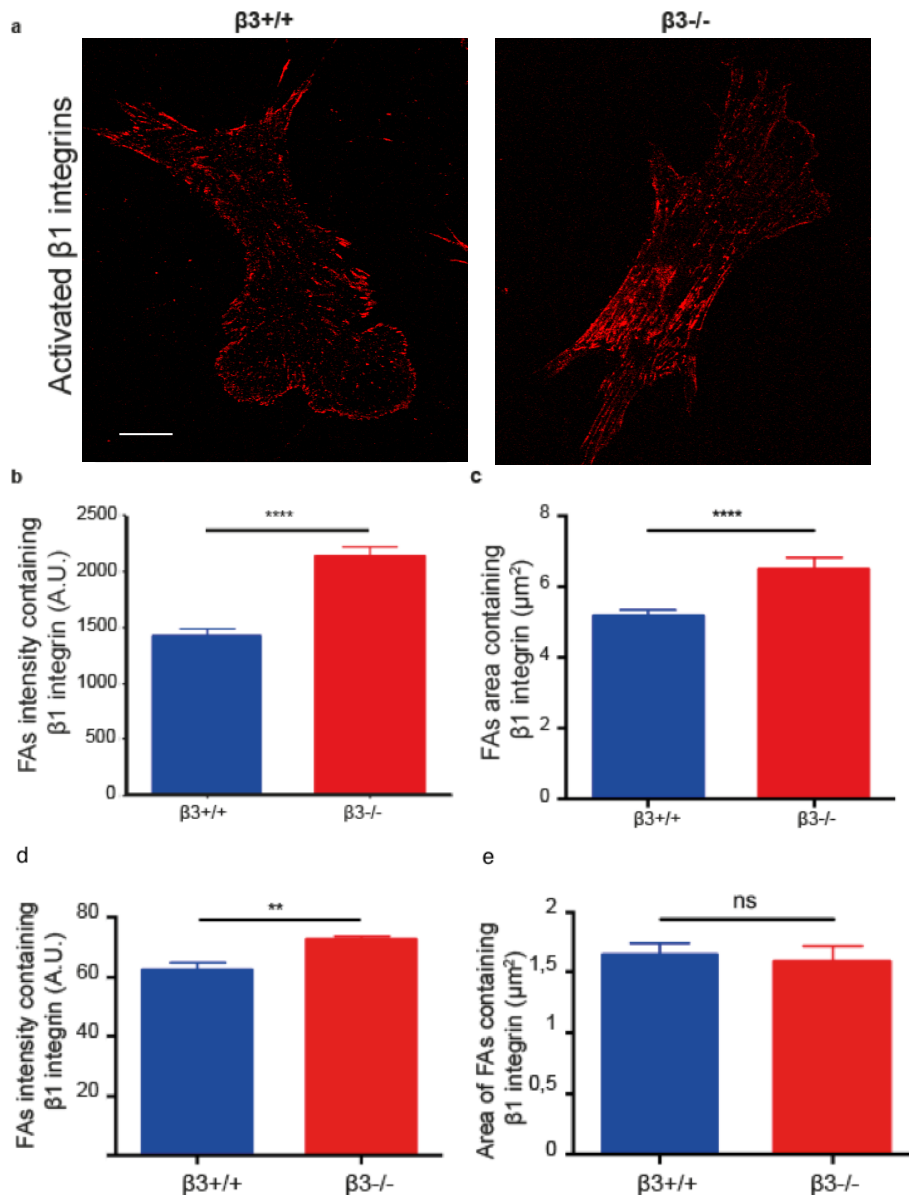 a
β3+/+
β3-/-
Activated β1 integrins
b
FAs intensity containing
β1 integrin (A.U.)
2500
2000
1500
1000
500
0
****
β3+/+
β3-/-
c
FAs area containing
β1 integrin (µm²)
8
6
4
2
0
****
β3+/+
β3-/-
d
FAs intensity containing
β1 integrin (A.U.)
80
60
40
20
**
β3+/+
β3-/-
e
Area of FAs containing
β1 integrin (µm²)
2
1,5
1
0,5
0
ns
β3+/+
β3-/-